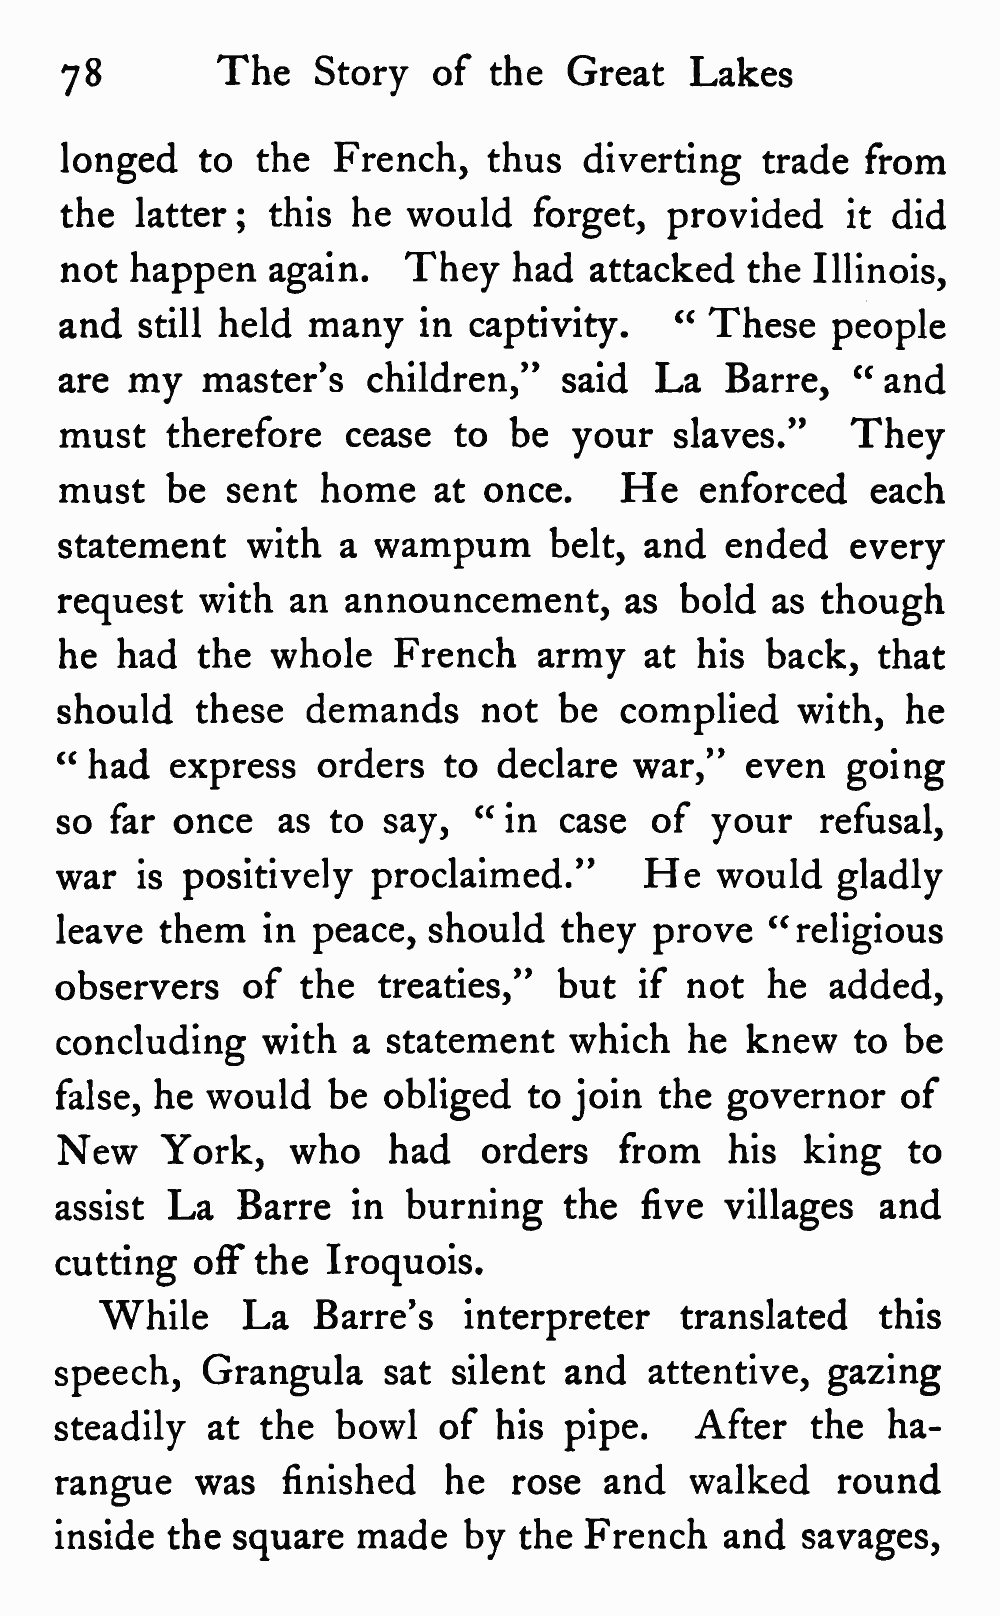 78 The Story of the Great Lakes
longed to the French, thus diverting trade from
the latter; this he would forget, provided it did
not happen again. They had attacked the Illinois,
and still held many in captivity. “ These people
are my master’s children,” said La Barre, “ and
must therefore cease to be your slaves.” They
must be sent home at once. He enforced each
statement with a wampum belt, and ended every
request with an announcement, as bold as though
he had the whole French army at his back, that
should these demands not be complied with, he
“ had express orders to declare war,” even going
so far once as to say, “ in case of your refusal,
war is positively proclaimed.” He would gladly
leave them in peace, should they prove “ religious
observers of the treaties,” but if not he added,
concluding with a statement which he knew to be
false, he would be obliged to join the governor of
New York, who had orders from his king to
assist La Barre in burning the five villages and
cutting off the Iroquois.
While La Barre’s interpreter translated this
speech, Grangula sat silent and attentive, gazing
steadily at the bowl of his pipe. After the ha-
rangue was finished he rose and walked round
inside the square made by the French and savages,